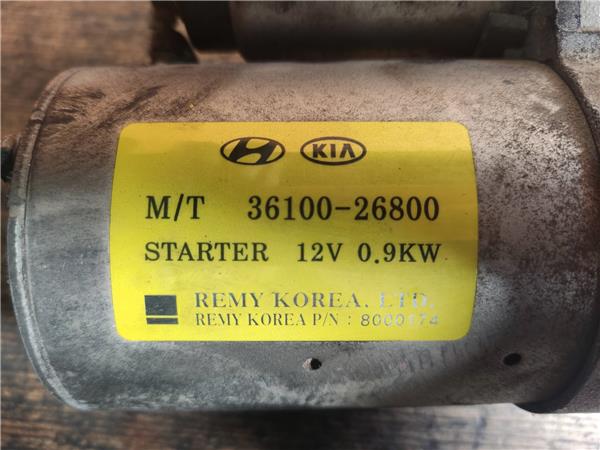 KIA
M/T 36100-26800
STARTER 12V 0.9KW
REMY KOREA. LTD.
REMY KOREA P/N : 8000174